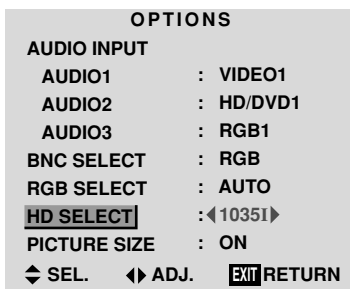 OPTIONS
AUDIO INPUT
AUDIO1 : VIDEO1
AUDIO2 : HD/DVD1
AUDIO3 : RGB1
BNC SELECT : RGB
RGB SELECT : AUTO
HD SELECT : 1035I
PICTURE SIZE : ON
SEL. ADJ. EXIT RETURN